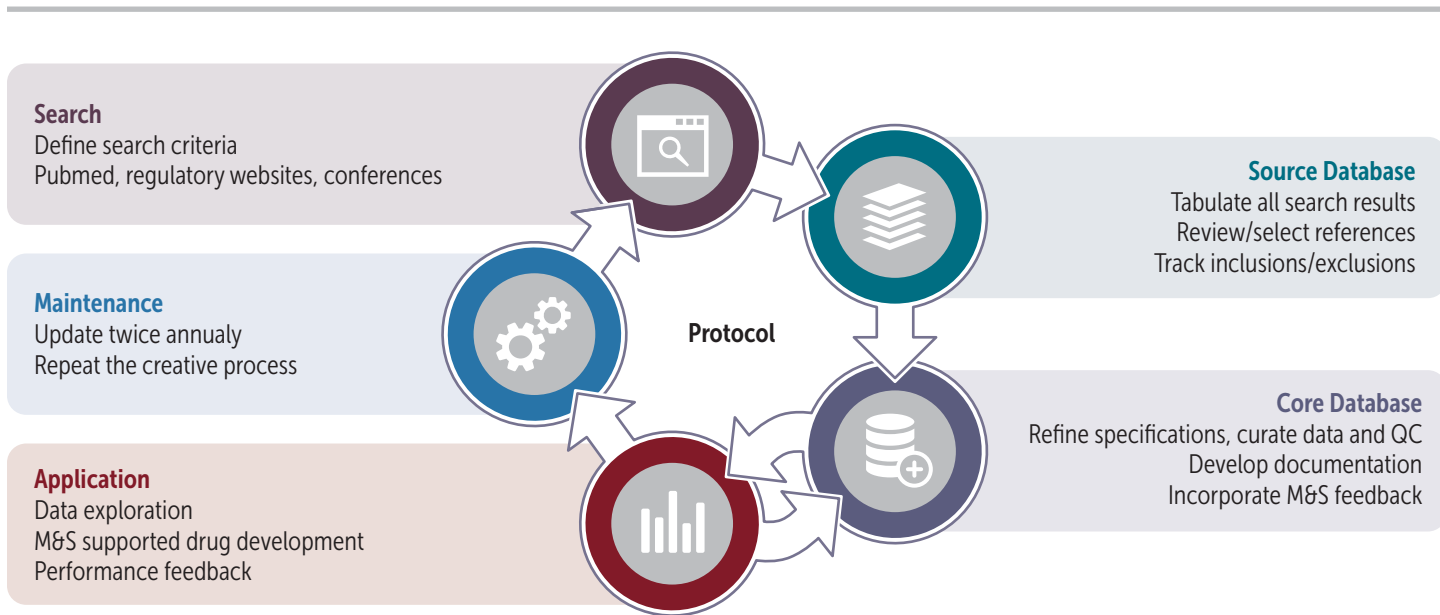 Search
Define search criteria
Pubmed, regulatory websites, conferences
Source Database
Tabulate all search results
Review/select references
Track inclusions/exclusions
Maintenance
Update twice annualy
Repeat the creative process
Protocol
Core Database
Refine specifications, curate data and QC
Develop documentation
Incorporate M&S feedback
Application
Data exploration
M&S supported drug development
Performance feedback